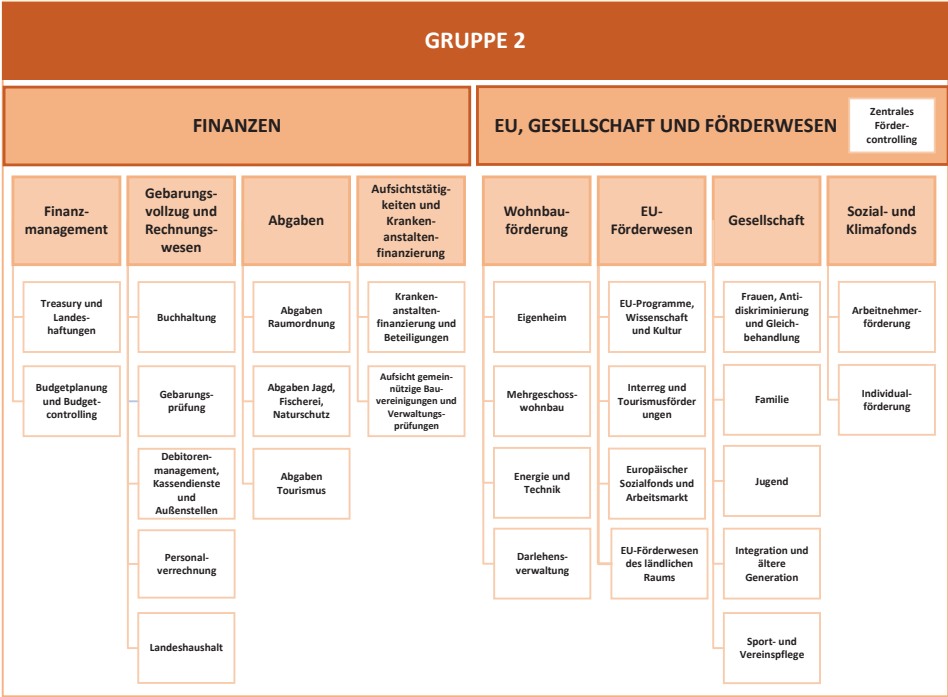 GRUPPE 2
FINANZEN
EU, GESELLSCHAFT UND FÖRDERWESEN
Zentrales
Förder-
controlling
Finanz-
management
Treasury und
Landes-
haftungen
Budgetplanung
und Budget-
controlling
Gebarungs-
vollzug und
Rechnungs-
wesen
Buchhaltung
Gebarungs-
prüfung
Debitoren-
management,
Kassendienste
und
Außenstellen
Personal-
verrechnung
Landeshaushalt
Abgaben
Abgaben
Raumordnung
Abgaben Jagd,
Fischerei,
Naturschutz
Abgaben
Tourismus
Aufsichtstätig-
keiten und
Kranken-
anstalten-
finanzierung
Kranken-
anstalten-
finanzierung und
Beteiligungen
Aufsicht gemein-
nützige Bau-
vereinigungen und
Verwaltungs-
prüfungen
Wohnbau-
förderung
Eigenheim
Mehrgeschoss-
wohnbau
Energie und
Technik
Darlehens-
verwaltung
EU-
Förderwesen
EU-Programme,
Wissenschaft
und Kultur
Interreg und
Tourismusförder
ungen
Europäischer
Sozialfonds und
Arbeitsmarkt
EU-Förderwesen
des ländlichen
Raums
Gesellschaft
Frauen, Anti-
diskriminierung
und Gleich-
behandlung
Familie
Jugend
Integration und
ältere
Generation
Sport- und
Vereinspflege
Sozial- und
Klimafonds
Arbeitnehmer-
förderung
Individual-
förderung